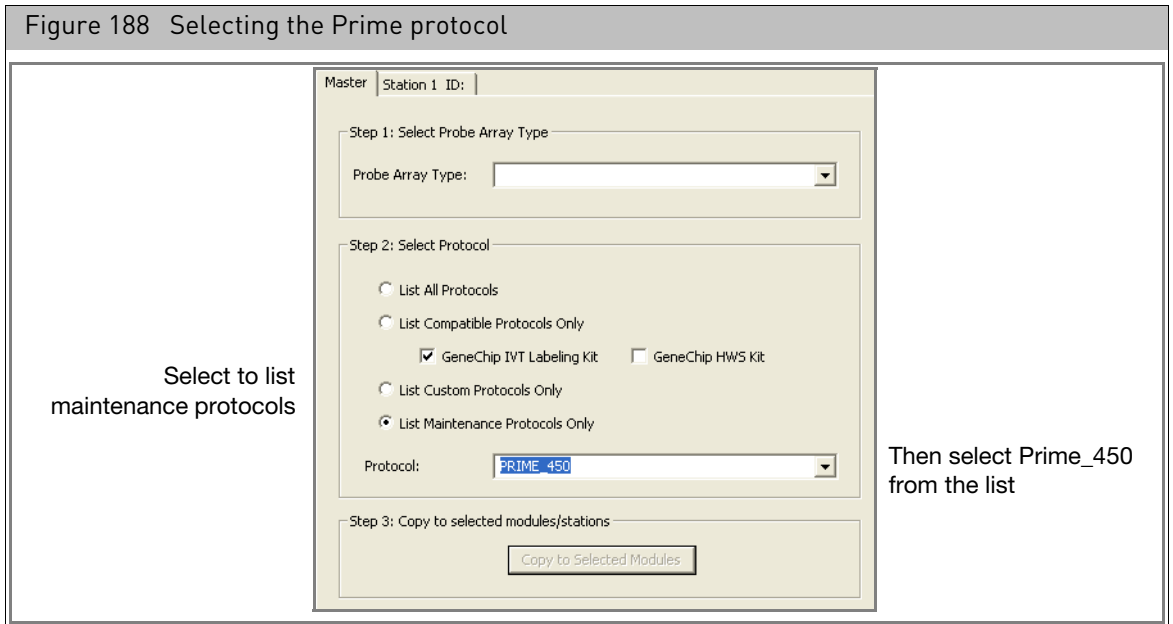 Figure 188 Selecting the Prime protocol
Master
Station 1 ID:
Step 1: Select Probe Array Type
Probe Array Type:
Step 2: Select Protocol
List All Protocols
List Compatible Protocols Only
GeneChip IVT Labeling Kit
GeneChip HWS Kit
List Custom Protocols Only
List Maintenance Protocols Only
Select to list
maintenance protocols
Protocol:
PRIME_450
Then select Prime_450
from the list
Step 3: Copy to selected modules/stations
Copy to Selected Modules